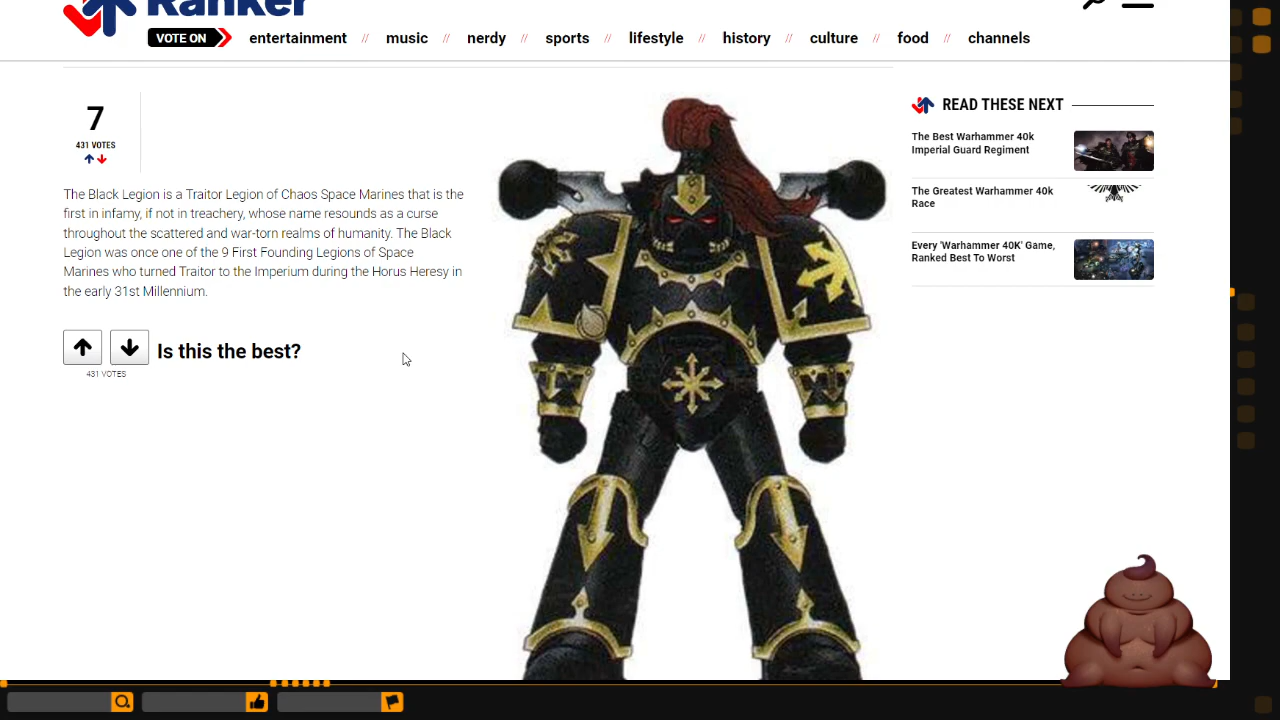 Ranker
VOTE ON entertainment // music // nerdy // sports // lifestyle // history // culture // food // channels
7
431 VOTES
The Black Legion is a Traitor Legion of Chaos Space Marines that is the
first in infamy, if not in treachery, whose name resounds as a curse
throughout the scattered and war-torn realms of humanity. The Black
Legion was once one of the 9 First Founding Legions of Space
Marines who turned Traitor to the Imperium during the Horus Heresy in
the early 31st Millennium.
Is this the best?
431 VOTES
READ THESE NEXT
The Best Warhammer 40k
Imperial Guard Regiment
The Greatest Warhammer 40k
Race
Every 'Warhammer 40K' Game,
Ranked Best To Worst